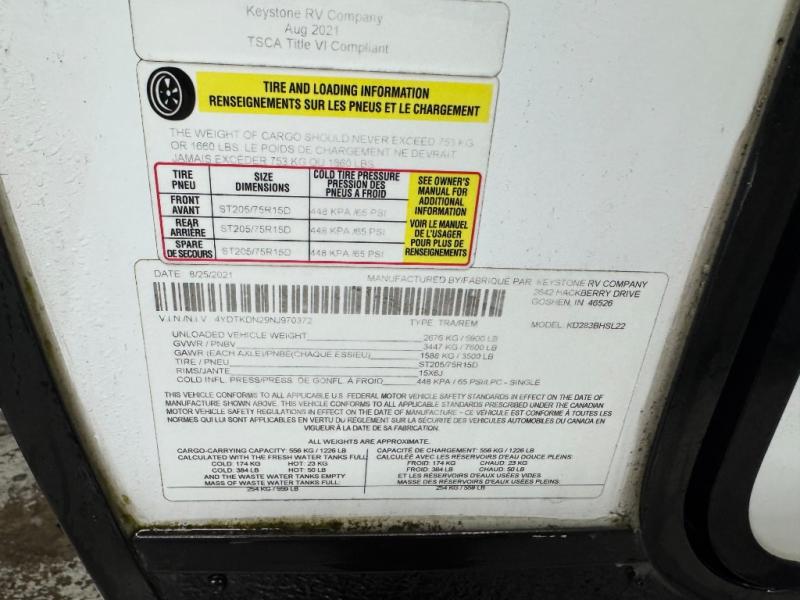 Keystone RV Company
Aug 2021
TSCA Title VI Compliant
TIRE AND LOADING INFORMATION
RENSEIGNEMENTS SUR LES PNEUS ET LE CHARGEMENT
THE WEIGHT OF CARGO SHOULD NEVER EXCEED 753 KG
OR 1660 LBS. LE POIDS DE CHARGEMENT NE DEVRAIT
JAMAIS EXCÉDER 753 KG OU 1660 LBS.
TIRE
PNEU
SIZE
DIMENSIONS
COLD TIRE PRESSURE
PRESSION DES
PNEUS A FROID
SEE OWNER'S
MANUAL FOR
ADDITIONAL
INFORMATION
VOIR LE MANUEL
DE L'USAGER
POUR PLUS DE
RENSEIGNEMENTS
FRONT
AVANT
ST205/75R15D
448 KPA /65 PSI
REAR
ARRIÈRE
ST205/75R15D
448 KPA /65 PSI
SPARE
DE SECOURS
ST205/75R15D
448 KPA /65 PSI
DATE: 8/25/2021
MANUFACTURED BY/FABRIQUE PAR: KEYSTONE RV COMPANY
2642 HACKBERRY DRIVE
GOSHEN, IN 46526
V.I.N./N.I.V 4YDTKDN29NJ970372
TYPE: TRA/REM
MODEL: KD283BHSL22
UNLOADED VEHICLE WEIGHT 2676 KG / 5900 LB
GVWR / PNBV 3447 KG / 7600 LB
GAWR (EACH AXLE)/PNBE(CHAQUE ESSIEU) 1588 KG / 3500 LB
TIRE / PNEU ST205/75R15D
RIMS/JANTE 15X6J
COLD INFL. PRESS/PRESS. DE GONFL. À FROID 448 KPA / 65 PSI/LPC - SINGLE
THIS VEHICLE CONFORMS TO ALL APPLICABLE U.S. FEDERAL MOTOR VEHICLE SAFETY STANDARDS IN EFFECT ON THE DATE OF
MANUFACTURE SHOWN ABOVE. THIS VEHICLE CONFORMS TO ALL APPLICABLE STANDARDS PRESCRIBED UNDER THE CANADIAN
MOTOR VEHICLE SAFETY REGULATIONS IN EFFECT ON THE DATE OF MANUFACTURE - CE VÉHICULE EST CONFORME À TOUTES LES
NORMES QUI LUI SONT APPLICABLES EN VERTU DU RÈGLEMENT SUR LA SÉCURITÉ DES VÉHICULES AUTOMOBILES DU CANADA EN
VIGUEUR À LA DATE DE SA FABRICATION.
ALL WEIGHTS ARE APPROXIMATE.
CARGO-CARRYING CAPACITY: 556 KG / 1226 LB
CALCULATED WITH THE FRESH WATER TANKS FULL
COLD: 174 KG HOT: 23 KG
COLD: 384 LB HOT: 50 LB
AND THE WASTE WATER TANKS EMPTY
MASS OF WASTE WATER TANKS FULL:
254 KG / 559 LB
CAPACITÉ DE CHARGEMENT: 556 KG / 1226 LB
CALCULÉE AVEC LES RÉSERVOIRS D'EAU DOUCE PLEINS:
FROID: 174 KG CHAUD: 23 KG
FROID: 384 LB CHAUD: 50 LB
ET LES RÉSERVOIRS D'EAUX USÉES VIDES
MASSE DES RÉSERVOIRS D'EAUX USÉES PLEINS:
254 KG / 559 LB